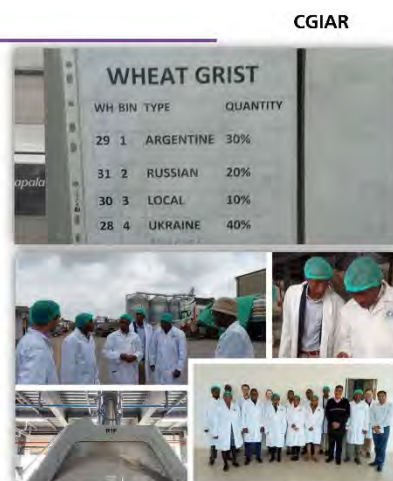 CGIAR
WHEAT GRIST
WH BIN TYPE QUANTITY
29 1 ARGENTINE 30%
apala
31 2 RUSSIAN 20%
30 3 LOCAL 10%
28 4 UKRAINE 40%